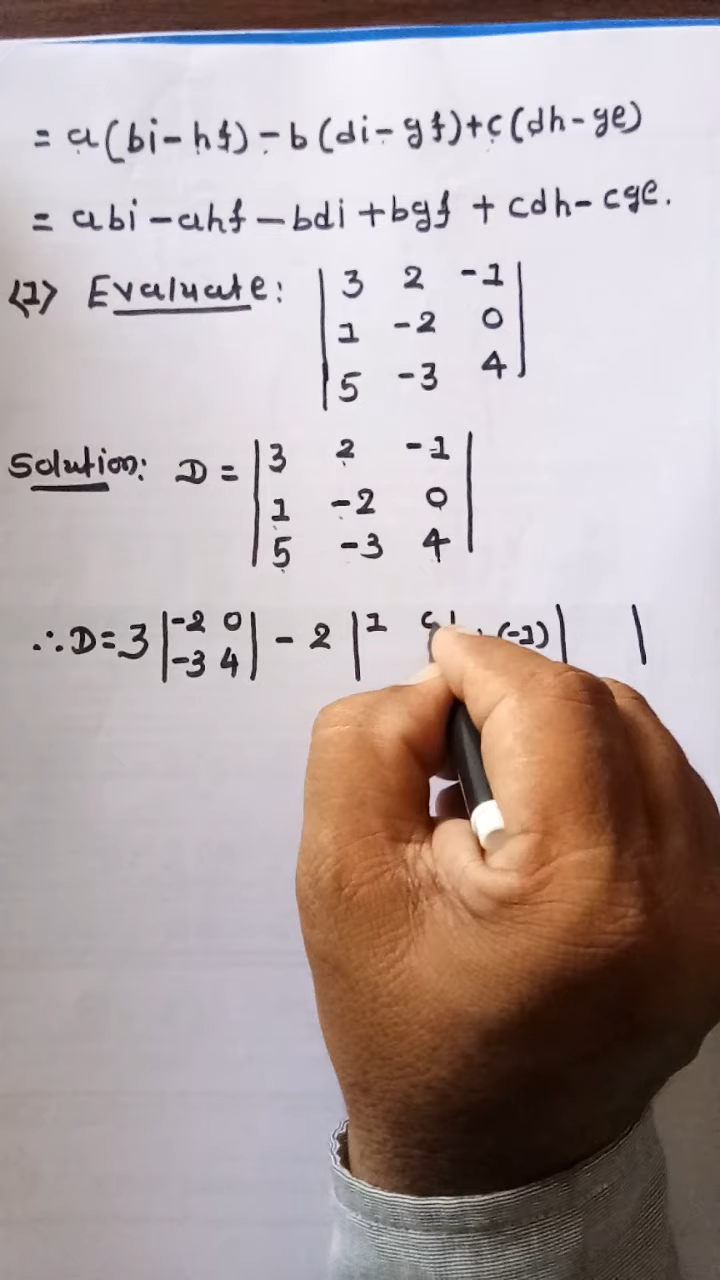 = a(bi-hf)-b(di-gf)+c(dh-ge)
= abi-ahf-bdi+bgf+cdh-cge.
<1> Evaluate: | 3 2 -1 |
| 1 -2 0 |
| 5 -3 4 |
Solution: D = | 3 2 -1 |
| 1 -2 0 |
| 5 -3 4 |
∴D=3 | -2 0 | - 2 | 1 (-1) | |
| -3 4 |